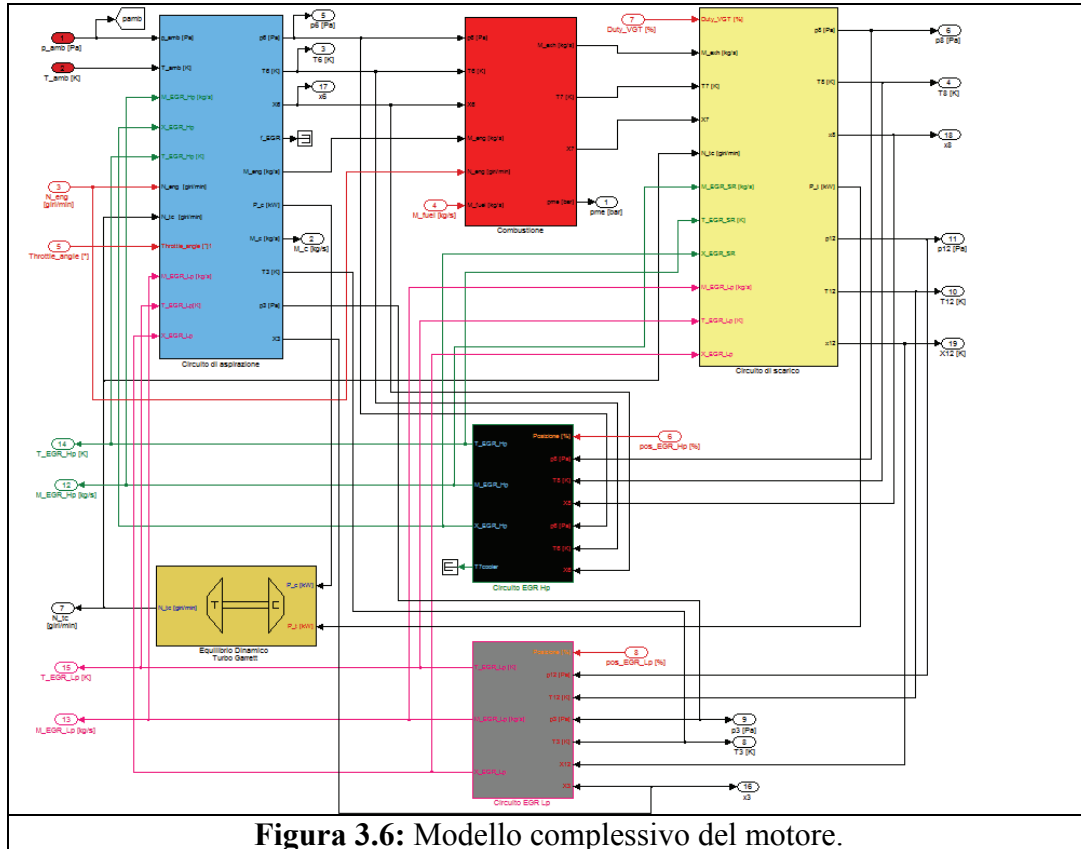 pamb
1
p_amb [Pa]
2
T_amb [K]
3
N_eng
[giri/min]
5
Throttle_angle [°]
p_amb [Pa]
T_amb [K]
M_EGR_Hp [kg/s]
X_EGR_Hp
T_EGR_Hp [K]
N_eng [giri/min]
N_tc [giri/min]
Throttle_angle [°]1
M_EGR_Lp [kg/s]
T_EGR_Lp[K]
X_EGR_Lp
p6 [Pa]
T6 [K]
X6
r_EGR
M_eng [kg/s]
P_c [kW]
M_c [kg/s]
T3 [K]
p3 [Pa]
X3
Circuito di aspirazione
5
p6 [Pa]
3
T6 [K]
17
x6
2
M_c [kg/s]
p6 [Pa]
T6 [K]
X6
M_eng [kg/s]
N_eng [giri/min]
M_fuel [kg/s]
M_exh [kg/s]
T7 [K]
X7
pme [bar]
Combustione
4
M_fuel [kg/s]
1
pme [bar]
7
Duty_VGT [%]
Duty_VGT [%]
M_exh [kg/s]
T7 [K]
X7
N_tc [giri/min]
M_EGR_SR [kg/s]
T_EGR_SR [K]
X_EGR_SR
M_EGR_Lp [kg/s]
T_EGR_Lp [K]
X_EGR_Lp
p8 [Pa]
T8 [K]
x8
P_t [kW]
p12
T12
x12
Circuito di scarico
6
p8 [Pa]
4
T8 [K]
18
x8
11
p12 [Pa]
10
T12 [K]
19
X12 [K]
14
T_EGR_Hp [K]
12
M_EGR_Hp [kg/s]
T_EGR_Hp
M_EGR_Hp
X_EGR_Hp
TTcooler
Posizione [%]
p8 [Pa]
T8 [K]
X8
p6 [Pa]
T6 [K]
X6
Circuito EGR Hp
6
pos_EGR_Hp [%]
7
N_tc
[giri/min]
N_tc [giri/min]
T
C
P_c [kW]
P_t [kW]
Equilibrio Dinamico
Turbo Garrett
15
T_EGR_Lp [K]
13
M_EGR_Lp [kg/s]
T_EGR_Lp [K]
M_EGR_Lp [kg/s]
X_EGR_Lp
Posizione [%]
p12 [Pa]
T12 [K]
p3 [Pa]
T3 [K]
X12
X3
Circuito EGR Lp
8
pos_EGR_Lp [%]
9
p3 [Pa]
8
T3 [K]
16
x3
Figura 3.6: Modello complessivo del motore.